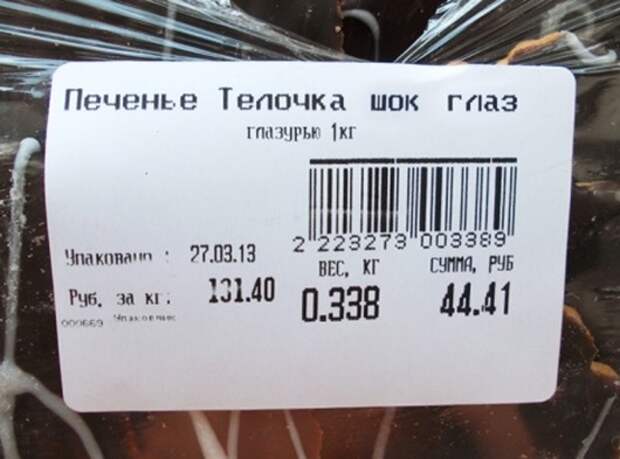 Печенье Телочка шок глаз
глазурью 1кг
2 223273 003389
Упаковано : 27.03.13
ВЕС, КГ
СУММА, РУБ
Руб. за кг: 131.40
0.338
44.41
000669